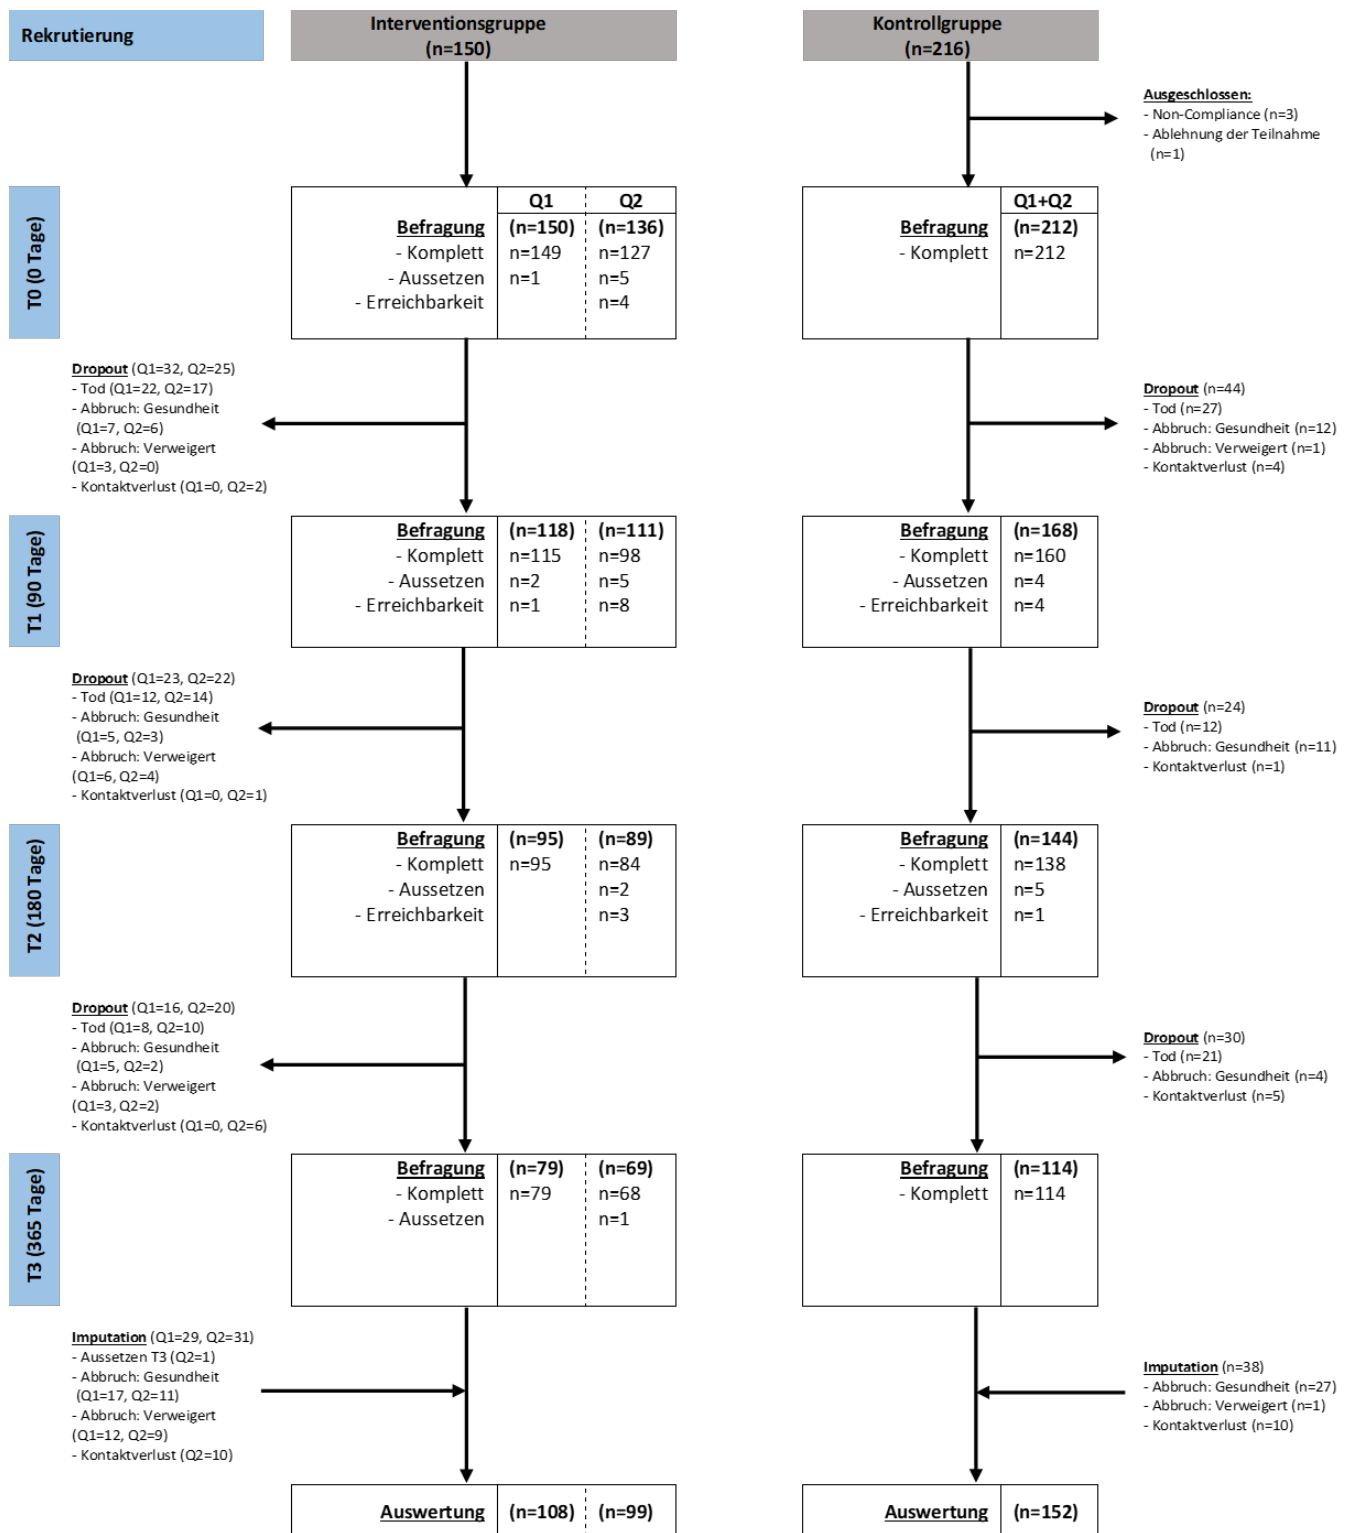 Rekrutierung
Interventionsgruppe
(n=150)
Kontrollgruppe
(n=216)
Ausgeschlossen:
- Non-Compliance (n=3)
- Ablehnung der Teilnahme
(n=1)
T0 (0 Tage)
Q1 Q2
Befragung (n=150) (n=136)
- Komplett n=149 n=127
- Aussetzen n=1 n=5
- Erreichbarkeit n=4
Q1+Q2
Befragung (n=212)
- Komplett n=212
Dropout (Q1=32, Q2=25)
- Tod (Q1=22, Q2=17)
- Abbruch: Gesundheit
(Q1=7, Q2=6)
- Abbruch: Verweigert
(Q1=3, Q2=0)
- Kontaktverlust (Q1=0, Q2=2)
Dropout (n=44)
- Tod (n=27)
- Abbruch: Gesundheit (n=12)
- Abbruch: Verweigert (n=1)
- Kontaktverlust (n=4)
T1 (90 Tage)
Befragung (n=118) (n=111)
- Komplett n=115 n=98
- Aussetzen n=2 n=5
- Erreichbarkeit n=1 n=8
Befragung (n=168)
- Komplett n=160
- Aussetzen n=4
- Erreichbarkeit n=4
Dropout (Q1=23, Q2=22)
- Tod (Q1=12, Q2=14)
- Abbruch: Gesundheit
(Q1=5, Q2=3)
- Abbruch: Verweigert
(Q1=6, Q2=4)
- Kontaktverlust (Q1=0, Q2=1)
Dropout (n=24)
- Tod (n=12)
- Abbruch: Gesundheit (n=11)
- Kontaktverlust (n=1)
T2 (180 Tage)
Befragung (n=95) (n=89)
- Komplett n=95 n=84
- Aussetzen n=2
- Erreichbarkeit n=3
Befragung (n=144)
- Komplett n=138
- Aussetzen n=5
- Erreichbarkeit n=1
Dropout (Q1=16, Q2=20)
- Tod (Q1=8, Q2=10)
- Abbruch: Gesundheit
(Q1=5, Q2=2)
- Abbruch: Verweigert
(Q1=3, Q2=2)
- Kontaktverlust (Q1=0, Q2=6)
Dropout (n=30)
- Tod (n=21)
- Abbruch: Gesundheit (n=4)
- Kontaktverlust (n=5)
T3 (365 Tage)
Befragung (n=79) (n=69)
- Komplett n=79 n=68
- Aussetzen n=1
Befragung (n=114)
- Komplett n=114
Imputation (Q1=29, Q2=31)
- Aussetzen T3 (Q2=1)
- Abbruch: Gesundheit
(Q1=17, Q2=11)
- Abbruch: Verweigert
(Q1=12, Q2=9)
- Kontaktverlust (Q2=10)
Imputation (n=38)
- Abbruch: Gesundheit (n=27)
- Abbruch: Verweigert (n=1)
- Kontaktverlust (n=10)
Auswertung (n=108) (n=99)
Auswertung (n=152)